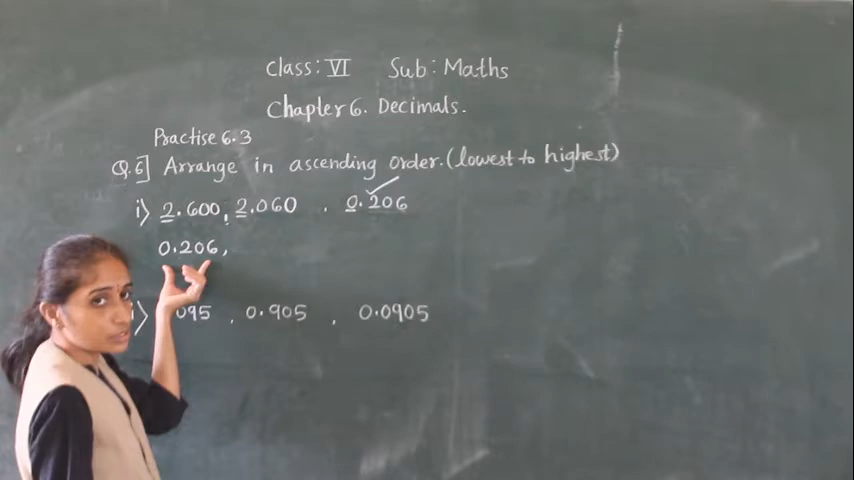 Class: VI Sub: Maths
Chapter 6. Decimals.
Practise 6.3
Q.6] Arrange in ascending order. (lowest to highest)
i) 2.600, 2.060 , 0.206
0.206,
) 095 , 0.905 , 0.0905